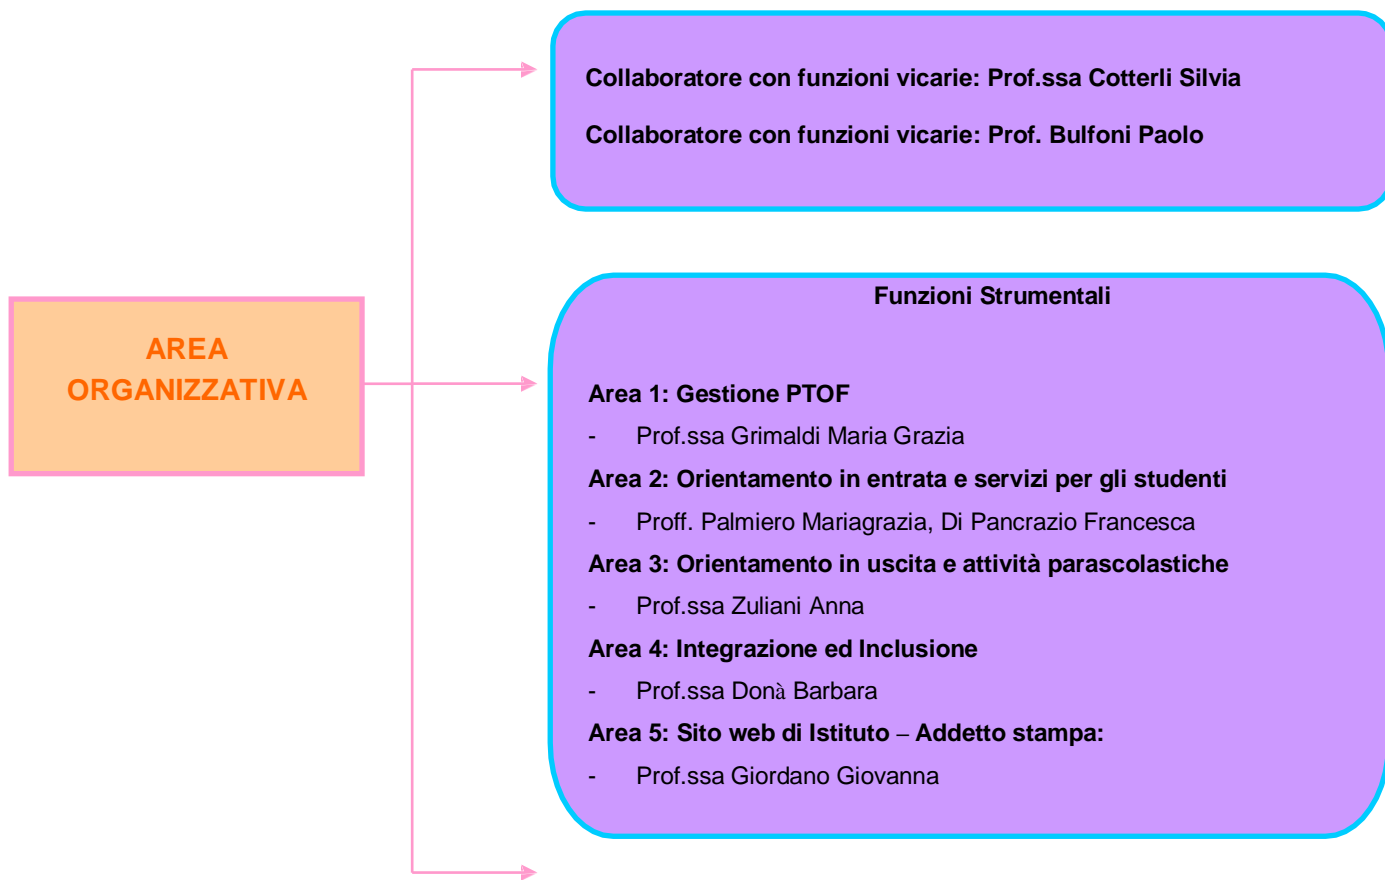 Collaboratore con funzioni vicarie: Prof.ssa Cotterli Silvia
Collaboratore con funzioni vicarie: Prof. Bulfoni Paolo
AREA
ORGANIZZATIVA
Funzioni Strumentali
Area 1: Gestione PTOF
- Prof.ssa Grimaldi Maria Grazia
Area 2: Orientamento in entrata e servizi per gli studenti
- Proff. Palmiero Mariagrazia, Di Pancrazio Francesca
Area 3: Orientamento in uscita e attività parascolastiche
- Prof.ssa Zuliani Anna
Area 4: Integrazione ed Inclusione
- Prof.ssa Donà Barbara
Area 5: Sito web di Istituto – Addetto stampa:
- Prof.ssa Giordano Giovanna